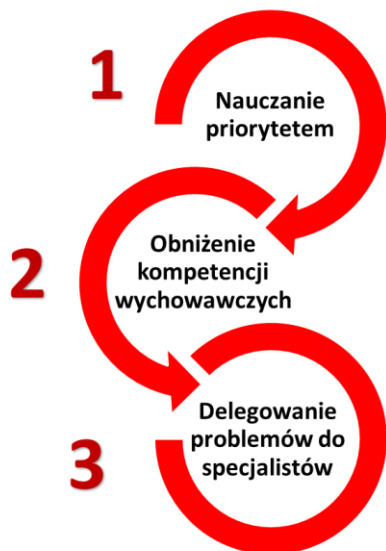 1
Nauczanie
priorytetem
2
Obniżenie
kompetencji
wychowawczych
3
Delegowanie
problemów do
specjalistów